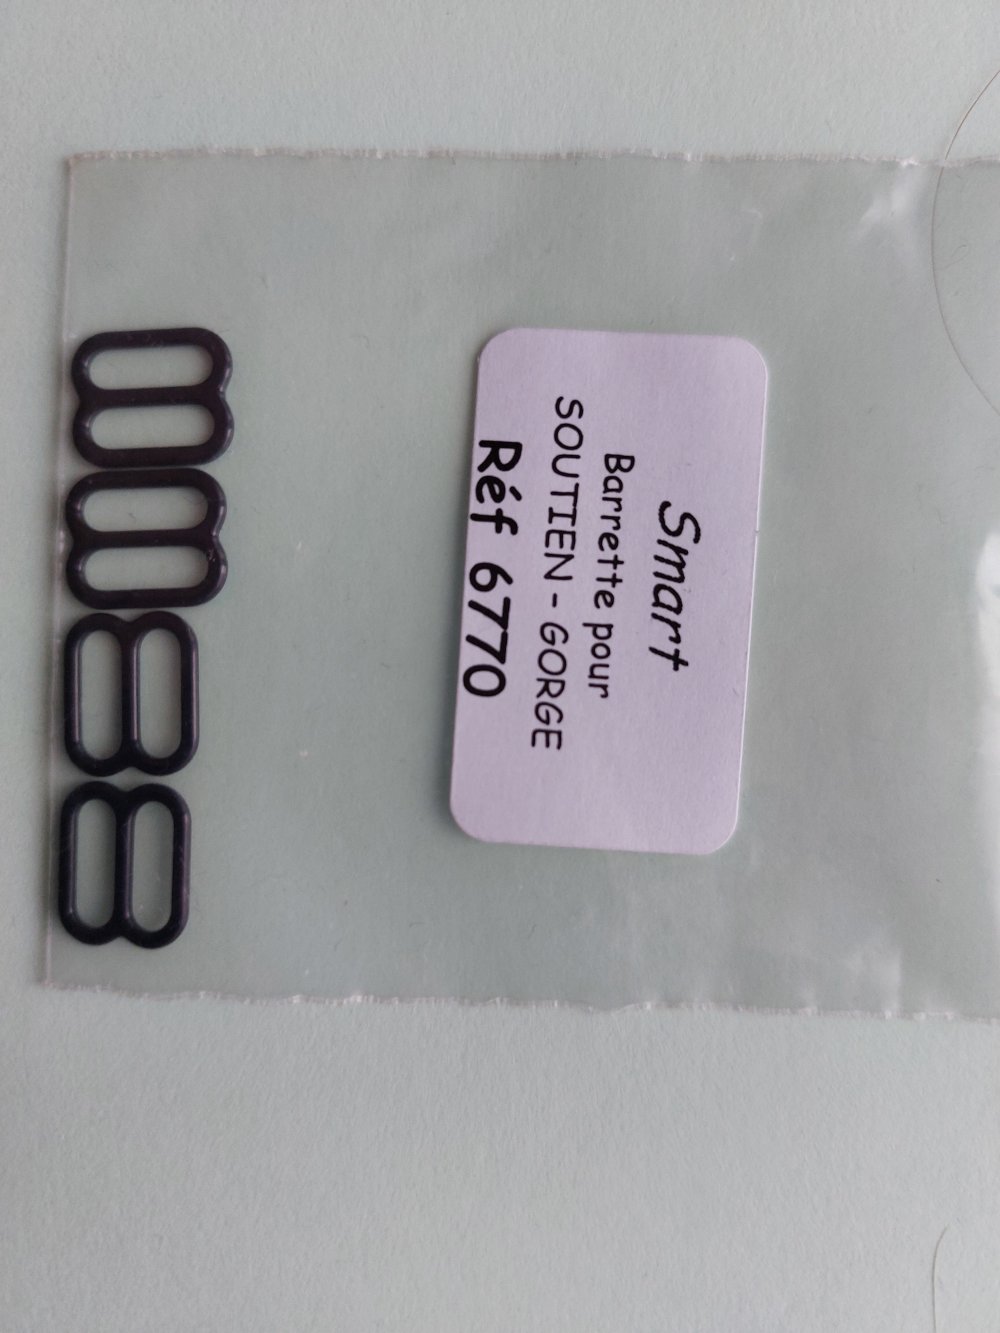 Smart
Barrette pour
SOUTIEN - GORGE
Réf 6770